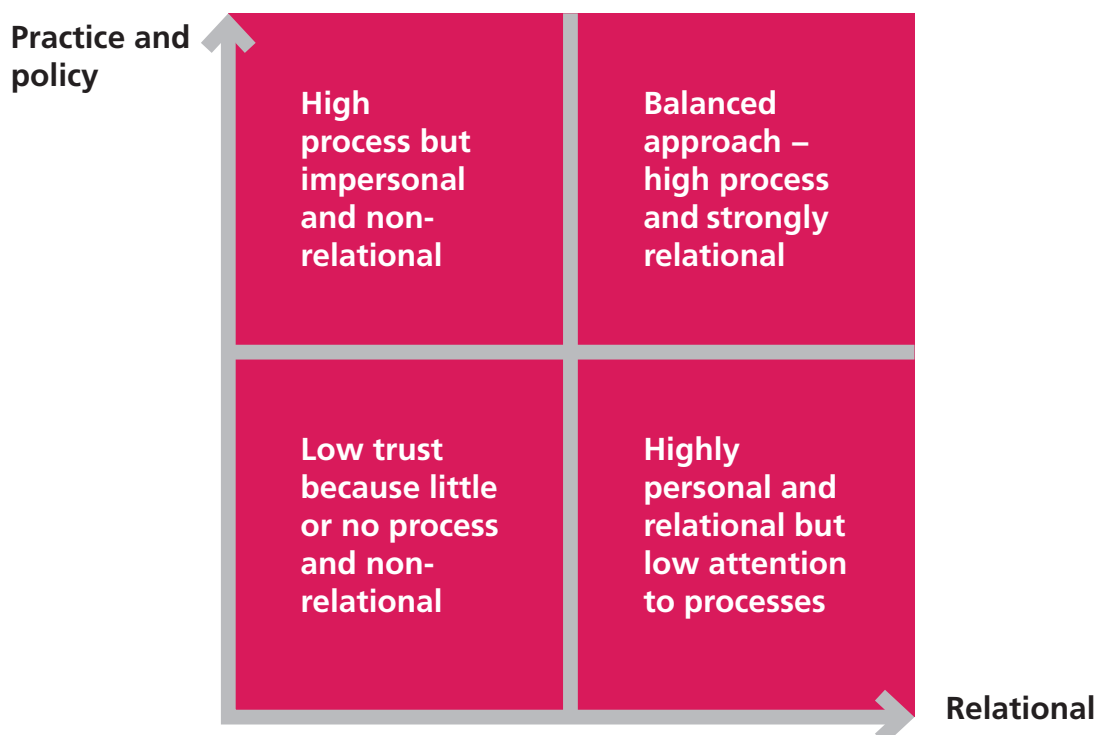 Practice and
policy
High
process but
impersonal
and non-
relational
Balanced
approach –
high process
and strongly
relational
Low trust
because little
or no process
and non-
relational
Highly
personal and
relational but
low attention
to processes
Relational